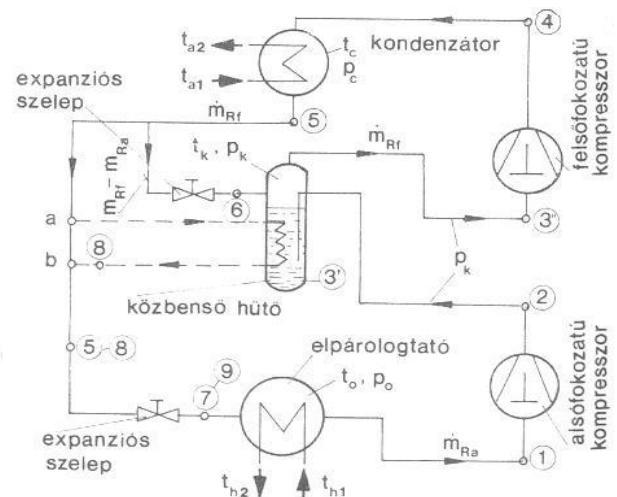 t_a2
t_a1
t_c
p_c
kondenzátor
4
expanziós
szelep
ṁ_Rf
5
ṁ_Rf
felsőfokozatú
kompresszor
ṁ_Rf − ṁ_Ra
t_k , p_k
6
3"
a
8
b
p_k
3'
közbenső hűtő
2
5
8
elpárologtató
9
7
t_o , p_o
alsófokozatú
kompresszor
expanziós
szelep
ṁ_Ra
1
t_h2
t_h1